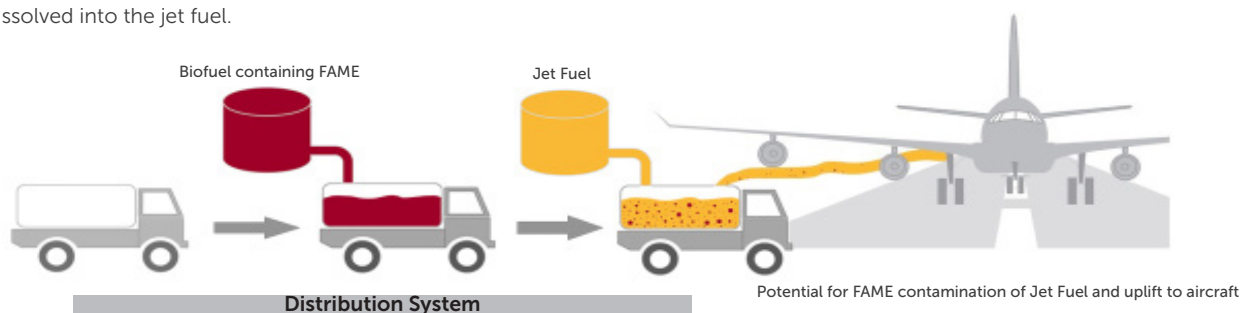 ssolved into the jet fuel.
Biofuel containing FAME
Jet Fuel
Distribution System
Potential for FAME contamination of Jet Fuel and uplift to aircraft